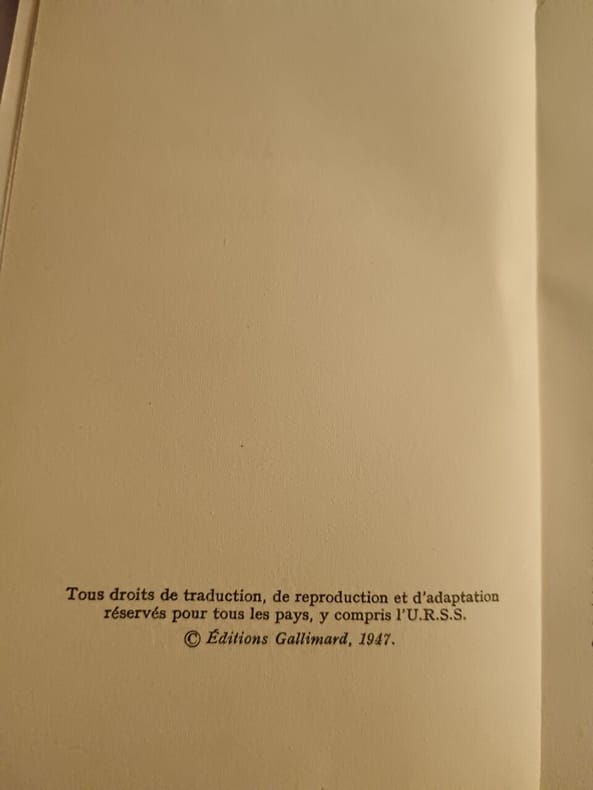 Tous droits de traduction, de reproduction et d'adaptation
réservés pour tous les pays, y compris l'U.R.S.S.
© Éditions Gallimard, 1947.